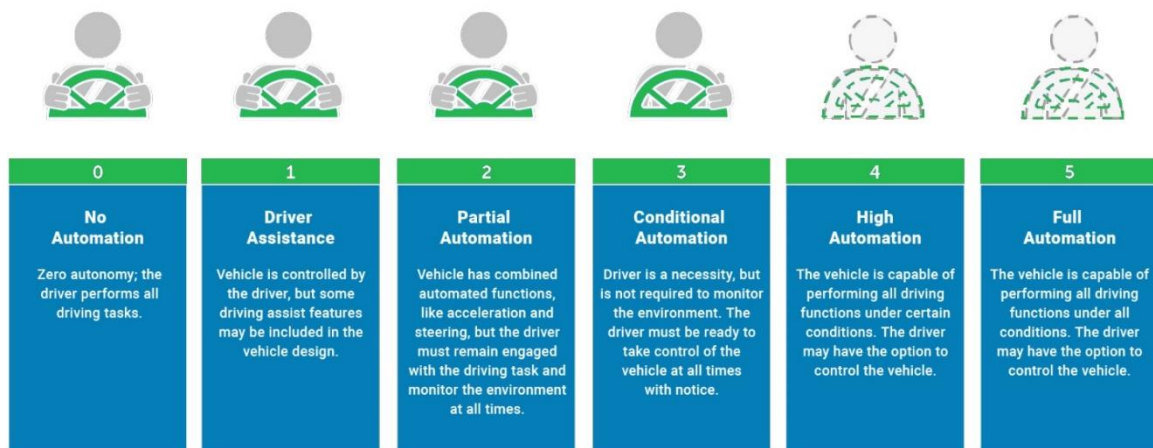 0
No
Automation
Zero autonomy; the
driver performs all
driving tasks.
1
Driver
Assistance
Vehicle is controlled by
the driver, but some
driving assist features
may be included in the
vehicle design.
2
Partial
Automation
Vehicle has combined
automated functions,
like acceleration and
steering, but the driver
must remain engaged
with the driving task and
monitor the environment
at all times.
3
Conditional
Automation
Driver is a necessity, but
is not required to monitor
the environment. The
driver must be ready to
take control of the
vehicle at all times
with notice.
4
High
Automation
The vehicle is capable of
performing all driving
functions under certain
conditions. The driver
may have the option to
control the vehicle.
5
Full
Automation
The vehicle is capable of
performing all driving
functions under all
conditions. The driver
may have the option to
control the vehicle.